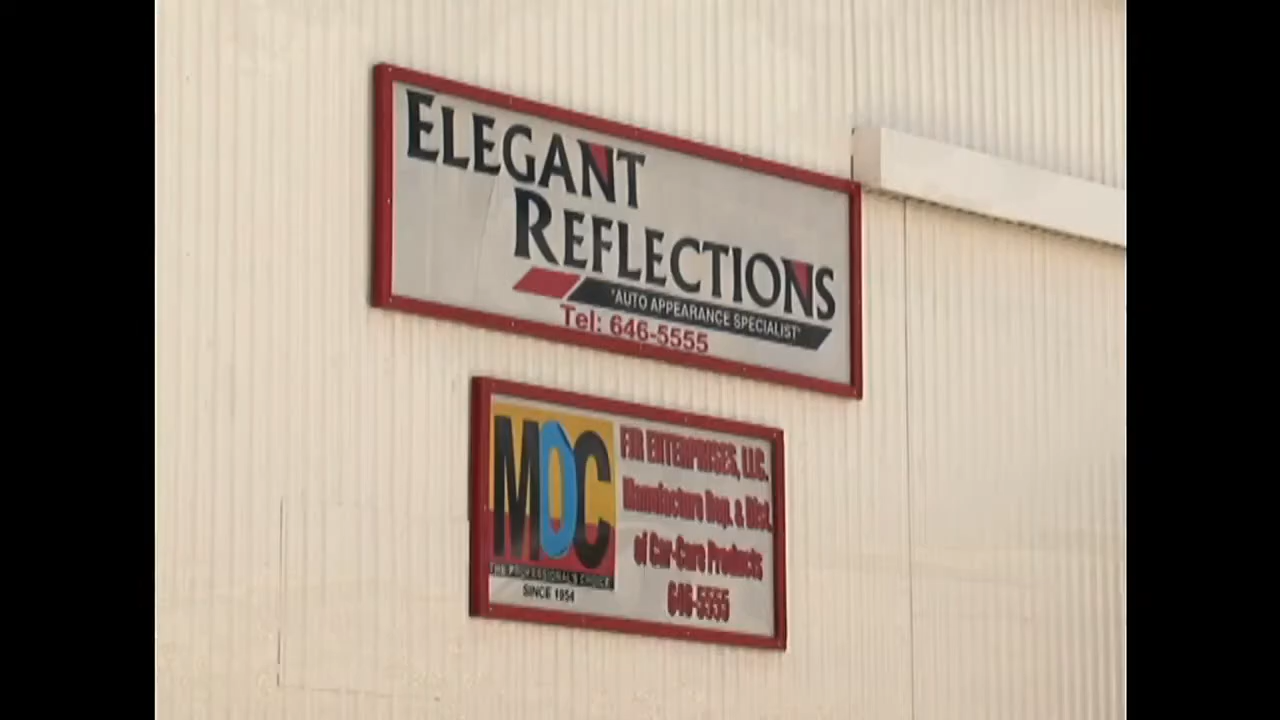 ELEGANT
REFLECTIONS
"AUTO APPEARANCE SPECIALIST"
Tel: 646-5555
MDC
THE PROFESSIONAL'S CHOICE
SINCE 1954
ENTERPRISES, LLC.
Manufacture Rep. & Dist.
of Car-Care Products
646-5555